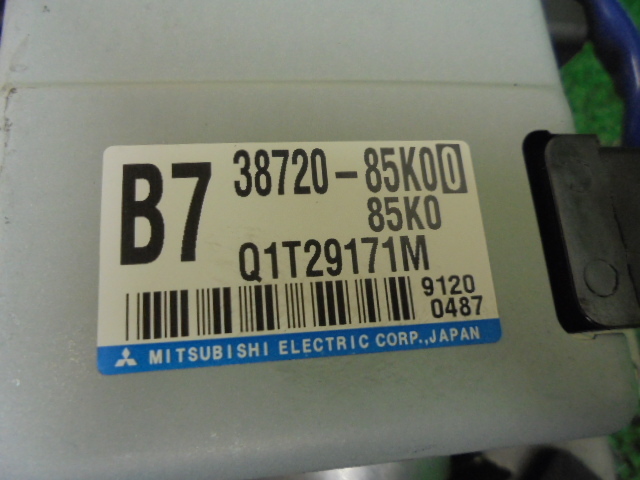 B7
38720-85K00
85K0
Q1T29171M
9120
0487
MITSUBISHI ELECTRIC CORP.,JAPAN